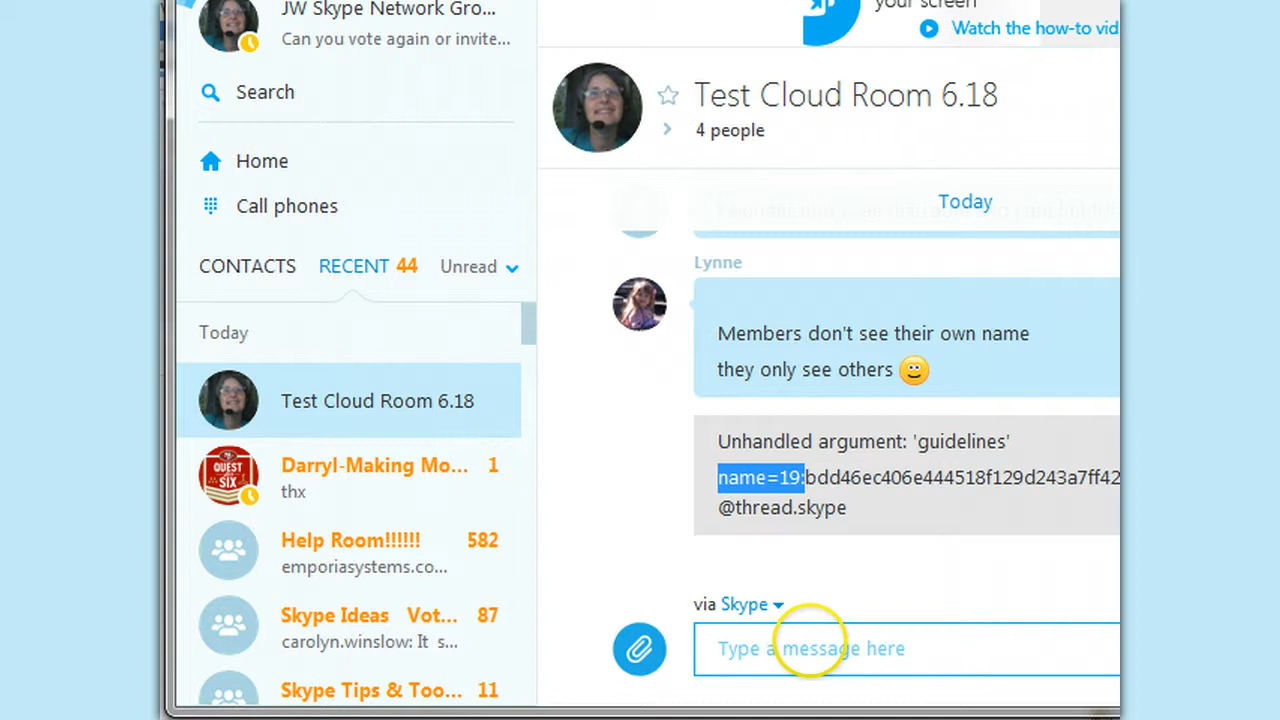 JW Skype Network Gro...
Can you vote again or invite...
Search
Home
Call phones
CONTACTS RECENT 44 Unread
Today
Test Cloud Room 6.18
Darryl-Making Mo... 1
thx
QUEST
FOR
SIX
Help Room!!!!!! 582
emporiasystems.co...
Skype Ideas Vot... 87
carolyn.winslow: It s...
Skype Tips & Too... 11
your screen
Watch the how-to vid
Test Cloud Room 6.18
4 people
Today
Lynne
Members don't see their own name
they only see others
Unhandled argument: 'guidelines'
name=19:bdd46ec406e444518f129d243a7ff42
@thread.skype
via Skype
Type a message here